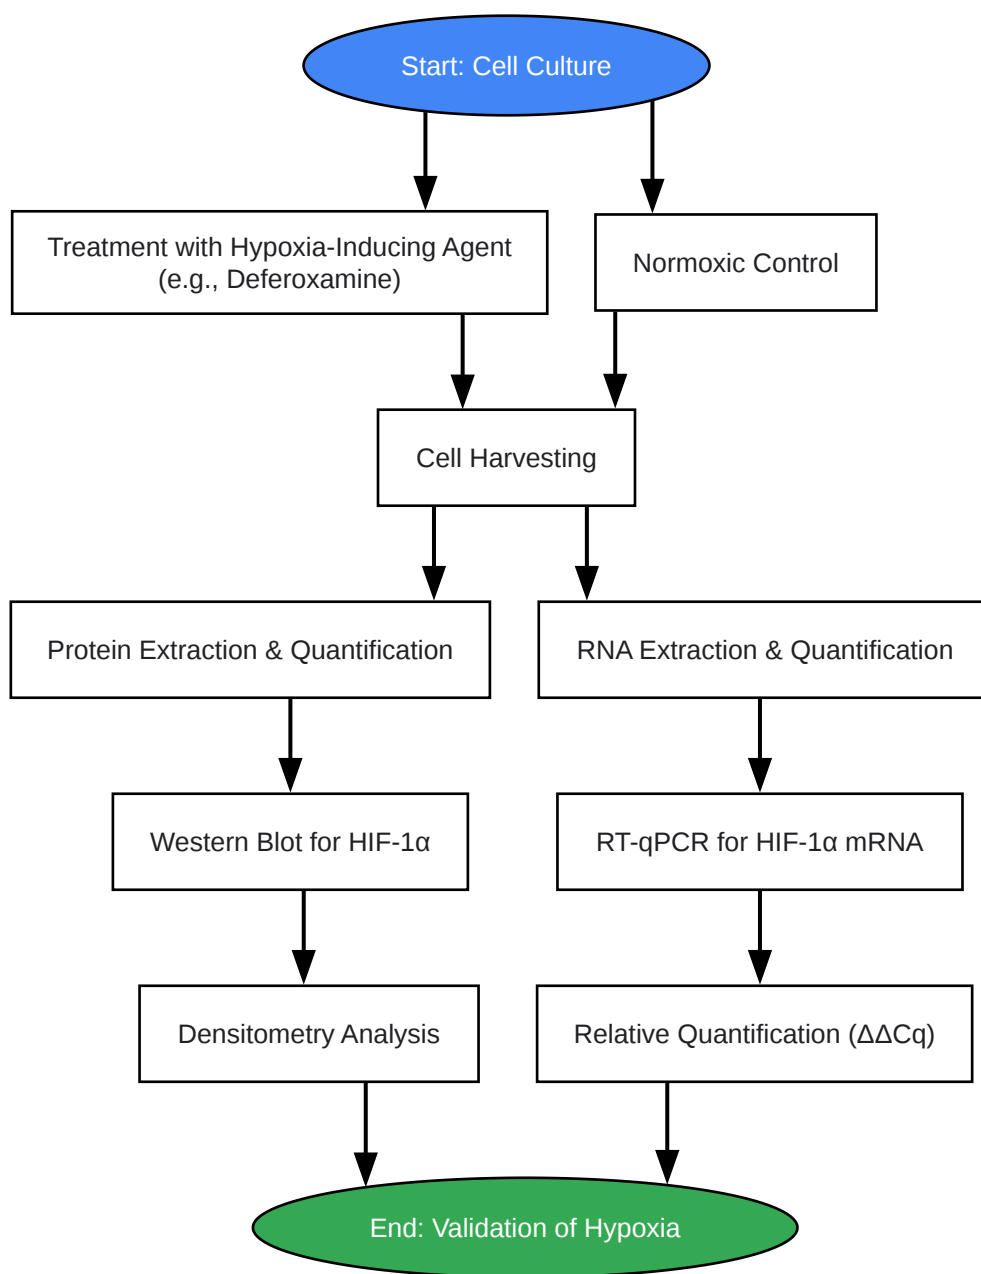 Start: Cell Culture
Treatment with Hypoxia-Inducing Agent
(e.g., Deferoxamine)
Normoxic Control
Cell Harvesting
Protein Extraction & Quantification
RNA Extraction & Quantification
Western Blot for HIF-1α
RT-qPCR for HIF-1α mRNA
Densitometry Analysis
Relative Quantification (ΔΔCq)
End: Validation of Hypoxia